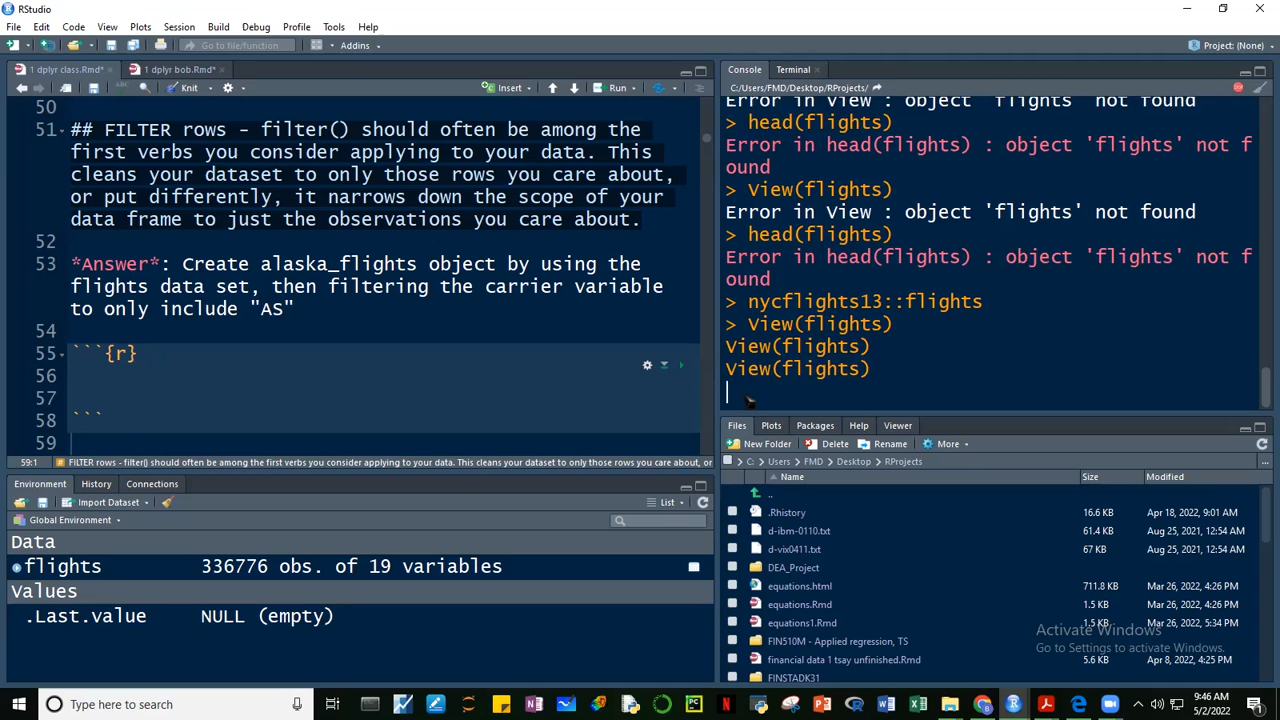 RStudio
File Edit Code View Plots Session Build Debug Profile Tools Help
Go to file/function Addins Project: (None)
1 dplyr class.Rmd* 1 dplyr bob.Rmd*
Knit Insert Run
50
51 ## FILTER rows - filter() should often be among the
first verbs you consider applying to your data. This
cleans your dataset to only those rows you care about,
or put differently, it narrows down the scope of your
data frame to just the observations you care about.
52
53 *Answer*: Create alaska_flights object by using the
flights data set, then filtering the carrier variable
to only include "AS"
54
55 ```{r}
56
57
58 ```
59
59:1 FILTER rows - filter() should often be among the first verbs you consider applying to your data. This cleans your dataset to only those rows you care about, or
Environment History Connections
Import Dataset List
Global Environment
Data
flights 336776 obs. of 19 variables
Values
.Last.value NULL (empty)
Console Terminal
C:/Users/FMD/Desktop/RProjects/
Error in View : object 'flights' not found
> head(flights)
Error in head(flights) : object 'flights' not f
ound
> View(flights)
Error in View : object 'flights' not found
> head(flights)
Error in head(flights) : object 'flights' not f
ound
> nycflights13::flights
> View(flights)
View(flights)
View(flights)
Files Plots Packages Help Viewer
New Folder Delete Rename More
C: Users FMD Desktop RProjects ...
Name Size Modified
..
.Rhistory 16.6 KB Apr 18, 2022, 9:01 AM
d-ibm-0110.txt 61.4 KB Aug 25, 2021, 12:54 AM
d-vix0411.txt 67 KB Aug 25, 2021, 12:54 AM
DEA_Project
equations.html 711.8 KB Mar 26, 2022, 4:26 PM
equations.Rmd 1.5 KB Mar 26, 2022, 4:26 PM
equations1.Rmd 1.5 KB Mar 26, 2022, 5:34 PM
FIN510M - Applied regression, TS
financial data 1 tsay unfinished.Rmd 5.6 KB Apr 8, 2022, 4:25 PM
FINSTADK31
Activate Windows
Go to Settings to activate Windows.
Type here to search
9:46 AM
5/2/2022